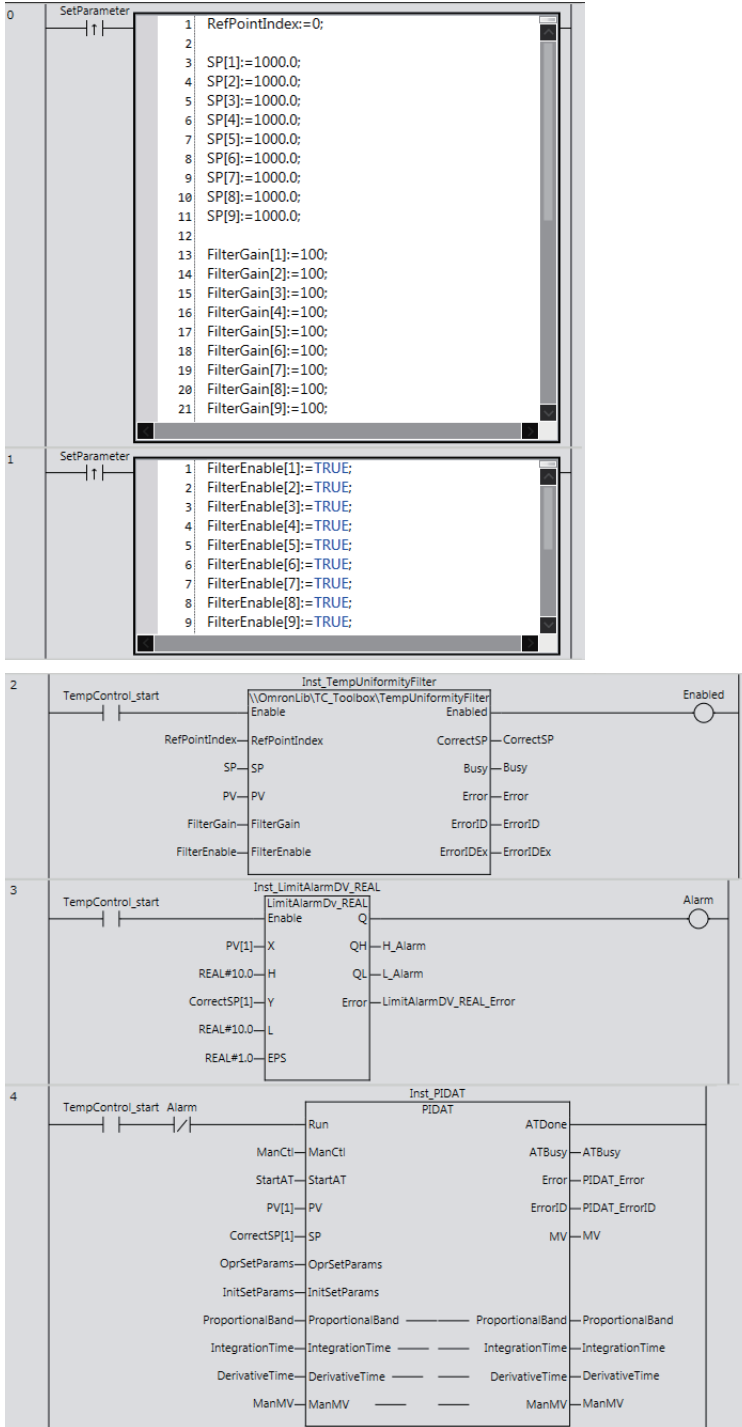 0
SetParameter
1 RefPointIndex:=0;
2
3 SP[1]:=1000.0;
4 SP[2]:=1000.0;
5 SP[3]:=1000.0;
6 SP[4]:=1000.0;
7 SP[5]:=1000.0;
8 SP[6]:=1000.0;
9 SP[7]:=1000.0;
10 SP[8]:=1000.0;
11 SP[9]:=1000.0;
12
13 FilterGain[1]:=100;
14 FilterGain[2]:=100;
15 FilterGain[3]:=100;
16 FilterGain[4]:=100;
17 FilterGain[5]:=100;
18 FilterGain[6]:=100;
19 FilterGain[7]:=100;
20 FilterGain[8]:=100;
21 FilterGain[9]:=100;
1
SetParameter
1 FilterEnable[1]:=TRUE;
2 FilterEnable[2]:=TRUE;
3 FilterEnable[3]:=TRUE;
4 FilterEnable[4]:=TRUE;
5 FilterEnable[5]:=TRUE;
6 FilterEnable[6]:=TRUE;
7 FilterEnable[7]:=TRUE;
8 FilterEnable[8]:=TRUE;
9 FilterEnable[9]:=TRUE;
2
Inst_TempUniformityFilter
TempControl_start \\OmronLib\TC_Toolbox\TempUniformityFilter Enabled
Enable Enabled
RefPointIndex RefPointIndex CorrectSP CorrectSP
SP SP Busy Busy
PV PV Error Error
FilterGain FilterGain ErrorID ErrorID
FilterEnable FilterEnable ErrorIDEx ErrorIDEx
3
Inst_LimitAlarmDV_REAL
TempControl_start LimitAlarmDv_REAL Alarm
Enable Q
PV[1] X QH H_Alarm
REAL#10.0 H QL L_Alarm
CorrectSP[1] Y Error LimitAlarmDV_REAL_Error
REAL#10.0 L
REAL#1.0 EPS
4
Inst_PIDAT
TempControl_start Alarm PIDAT
Run ATDone
ManCtl ManCtl ATBusy ATBusy
StartAT StartAT Error PIDAT_Error
PV[1] PV ErrorID PIDAT_ErrorID
CorrectSP[1] SP MV MV
OprSetParams OprSetParams
InitSetParams InitSetParams
ProportionalBand ProportionalBand ProportionalBand ProportionalBand
IntegrationTime IntegrationTime IntegrationTime IntegrationTime
DerivativeTime DerivativeTime DerivativeTime DerivativeTime
ManMV ManMV ManMV ManMV